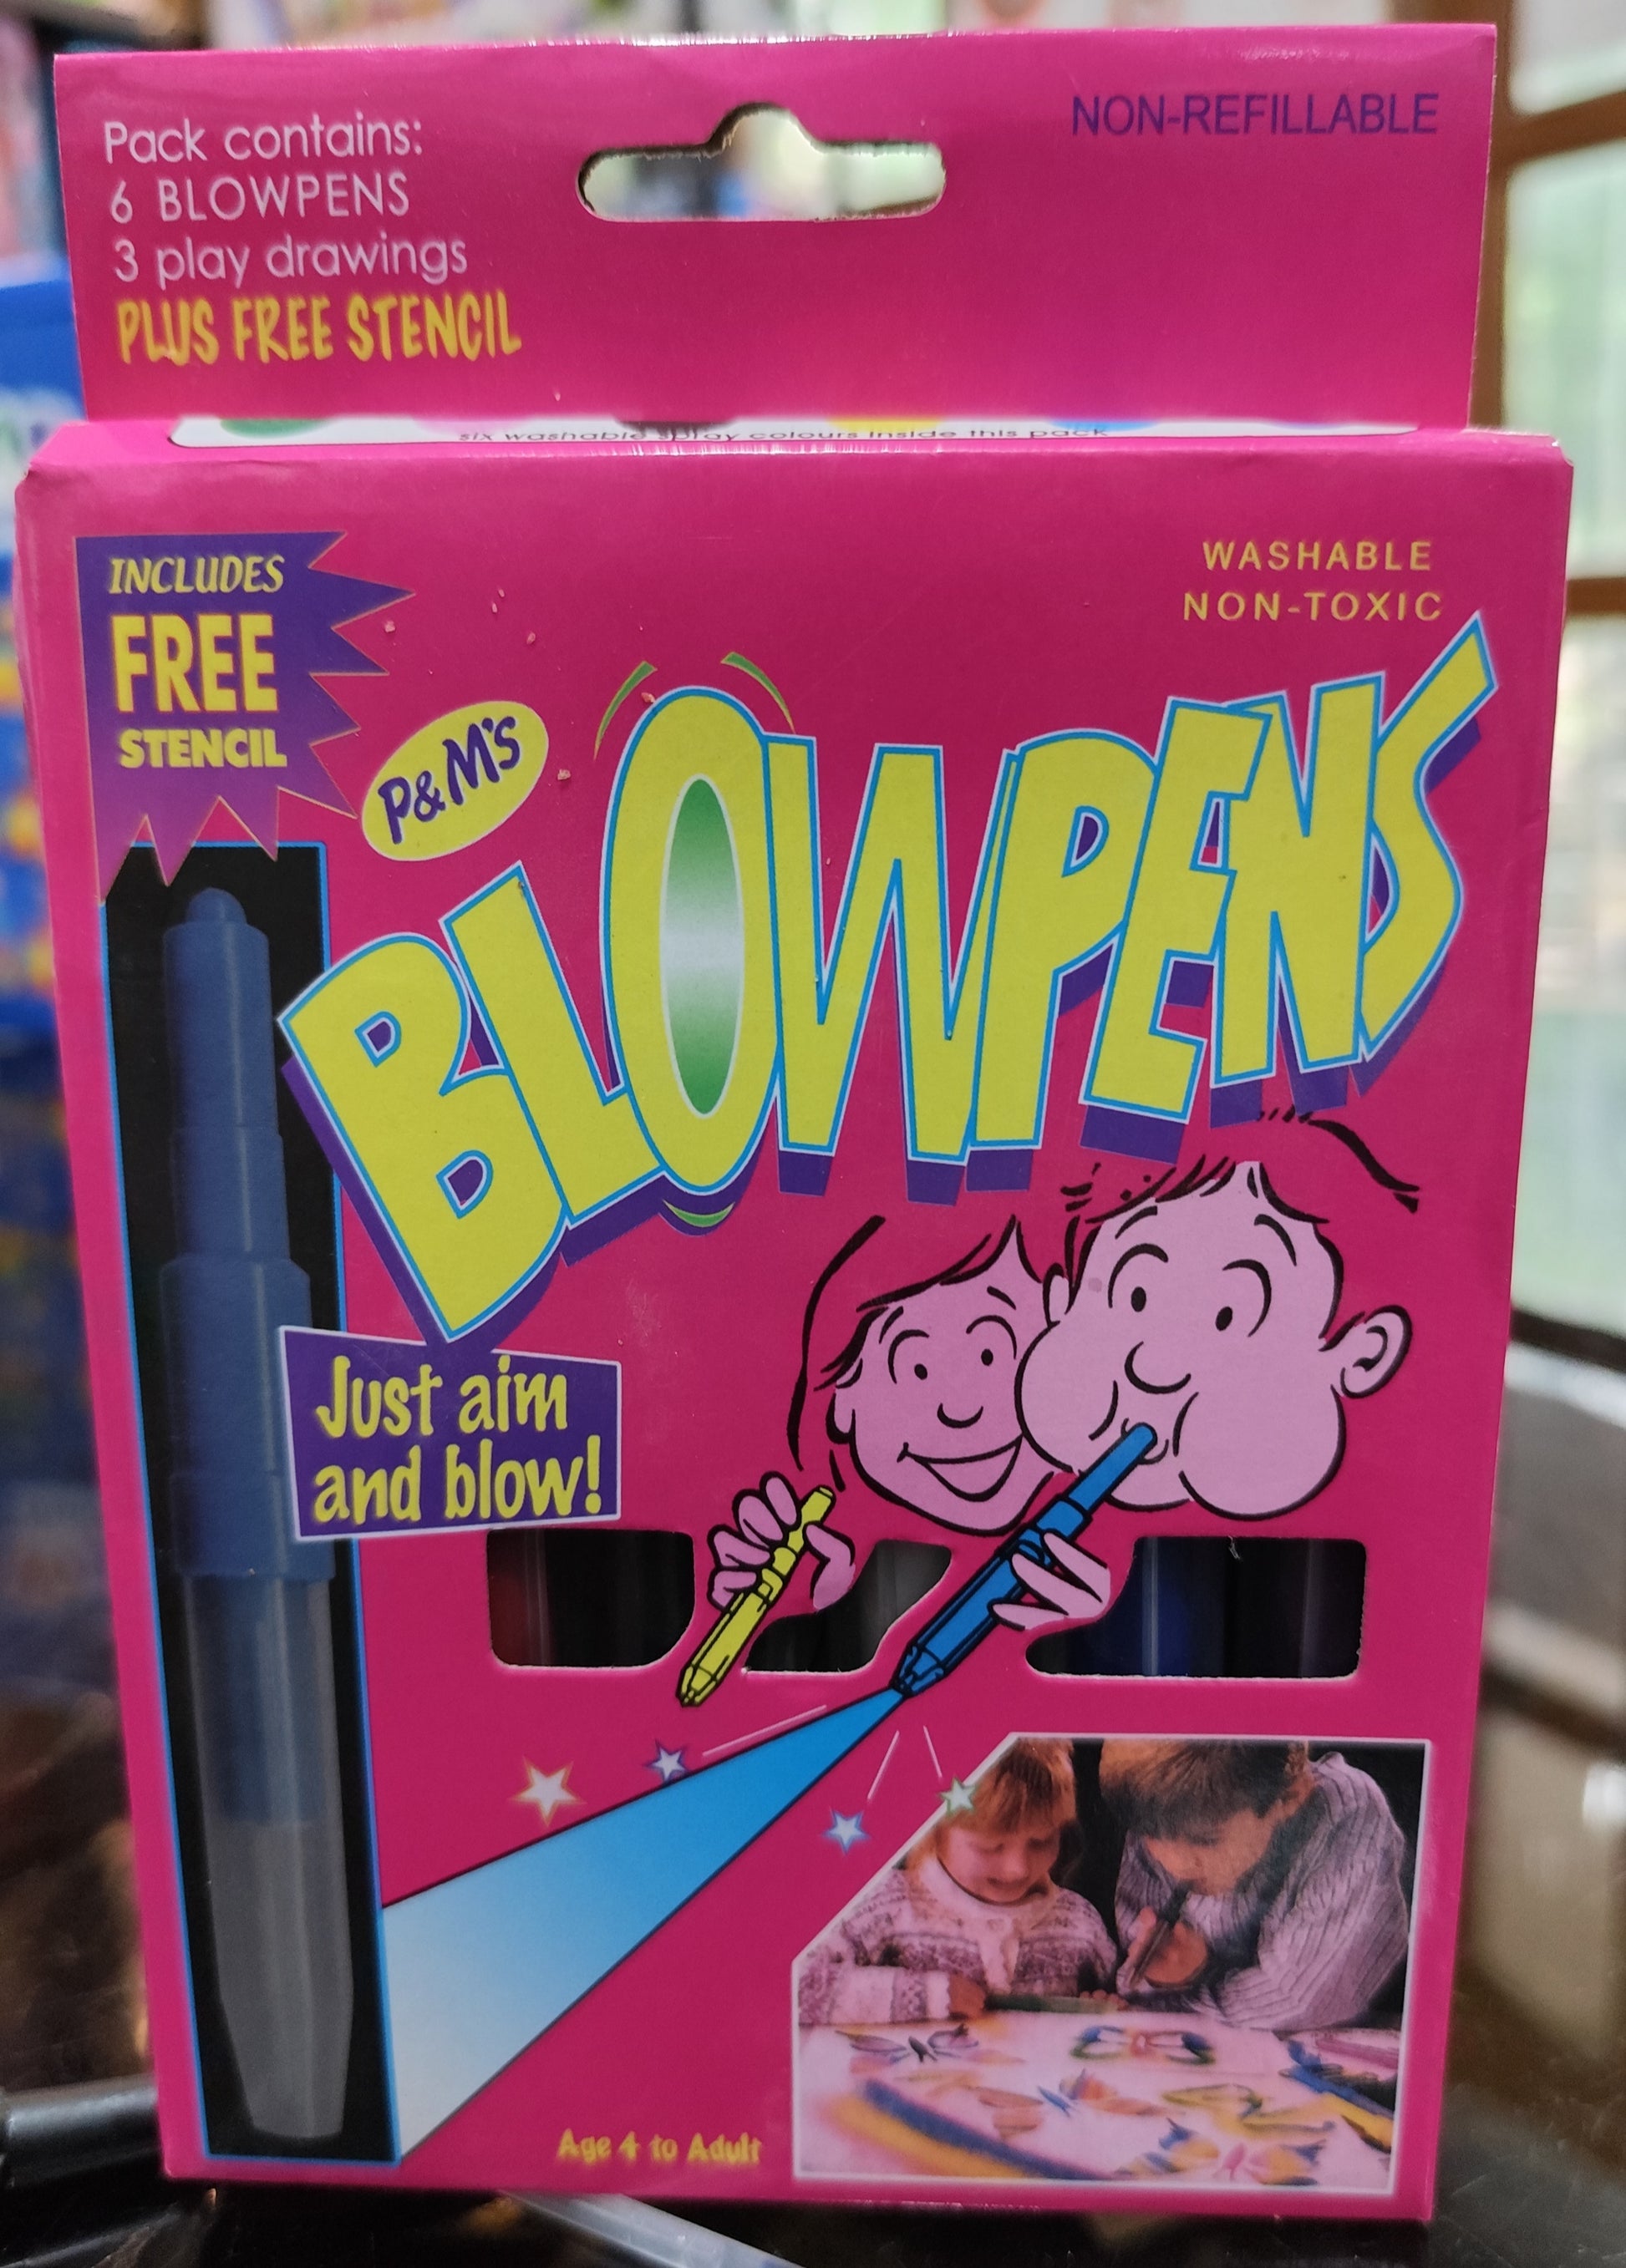 Pack contains:
6 BLOWPENS
3 play drawings
PLUS FREE STENCIL
NON-REFILLABLE
six washable spray colours inside this pack
INCLUDES
FREE
STENCIL
WASHABLE
NON-TOXIC
P&M'S
BLOWPENS
Just aim
and blow!
Age 4 to Adult